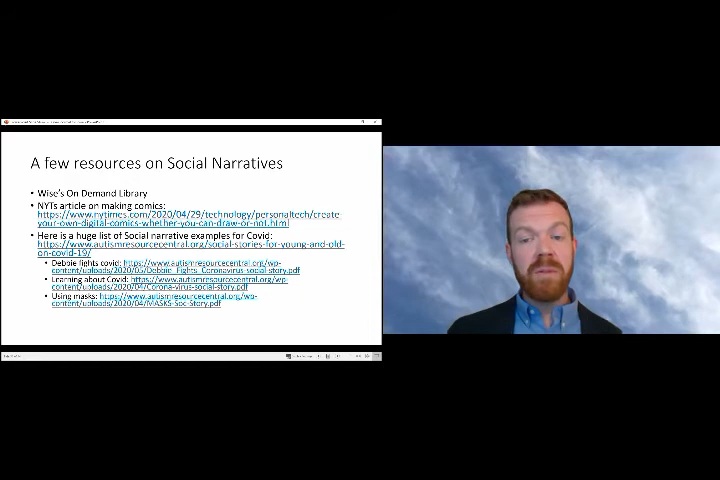 A few resources on Social Narratives
• Wise's On Demand Library
• NYTs article on making comics:
https://www.nytimes.com/2020/04/29/technology/personaltech/create-
your-own-digital-comics-whether-you-can-draw-or-not.html
• Here is a huge list of Social narrative examples for Covid:
https://www.autismresourcecentral.org/social-stories-for-young-and-old-
on-covid-19/
• Debbie fights covid: https://www.autismresourcecentral.org/wp-
content/uploads/2020/05/Debbie_Fights_Coronavirus-social-story.pdf
• Learning about Covid: https://www.autismresourcecentral.org/wp-
content/uploads/2020/04/Corona-virus-social-story.pdf
• Using masks: https://www.autismresourcecentral.org/wp-
content/uploads/2020/04/MASKS-Soc-Story.pdf